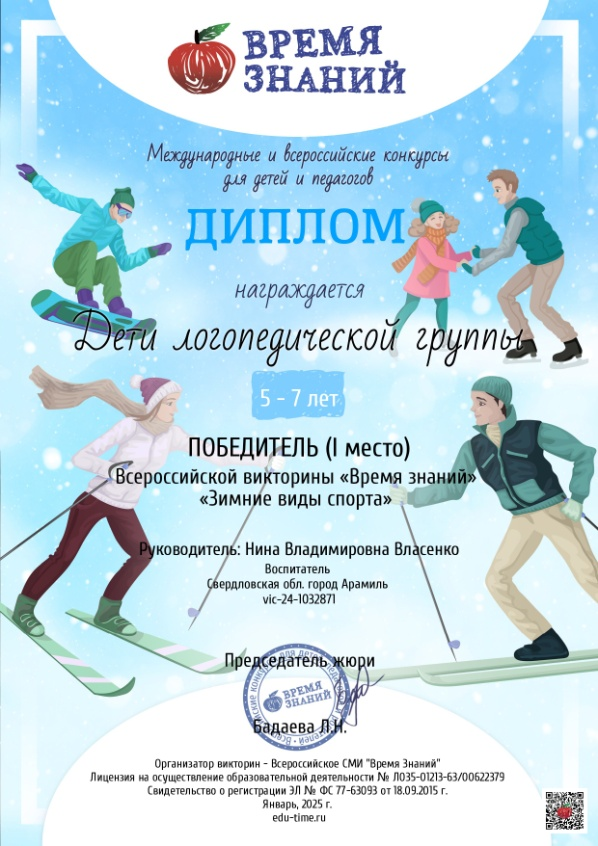 ВРЕМЯ
ЗНАНИЙ
Международные и всероссийские конкурсы
для детей и педагогов
ДИПЛОМ
награждается
Дети логопедической группы
5 - 7 лет
ПОБЕДИТЕЛЬ (I место)
Всероссийской викторины «Время знаний»
«Зимние виды спорта»
Руководитель: Нина Владимировна Власенко
Воспитатель
Свердловская обл. город Арамиль
vic-24-1032871
Председатель жюри
ВРЕМЯ
ЗНАНИЙ
Бадаева Л.Н.
Организатор викторин - Всероссийское СМИ "Время Знаний"
Лицензия на осуществление образовательной деятельности № Л035-01213-63/00622379
Свидетельство о регистрации ЭЛ № ФС 77-63093 от 18.09.2015 г.
Январь, 2025 г.
edu-time.ru